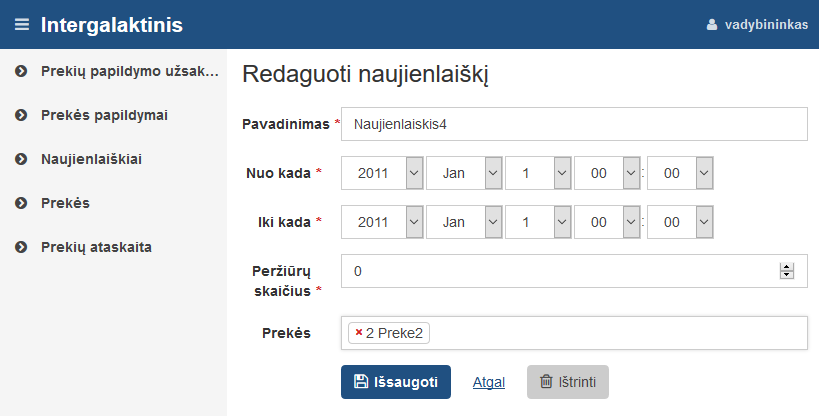 Intergalaktinis
vadybininkas
Prekių papildymo užsak...
Prekės papildymai
Naujienlaiškiai
Prekės
Prekių ataskaita
Redaguoti naujienlaiškį
Pavadinimas * Naujienlaiskis4
Nuo kada * 2011 Jan 1 00 : 00
Iki kada * 2011 Jan 1 00 : 00
Peržiūrų
skaičius * 0
Prekės × 2 Preke2
Išsaugoti Atgal Ištrinti